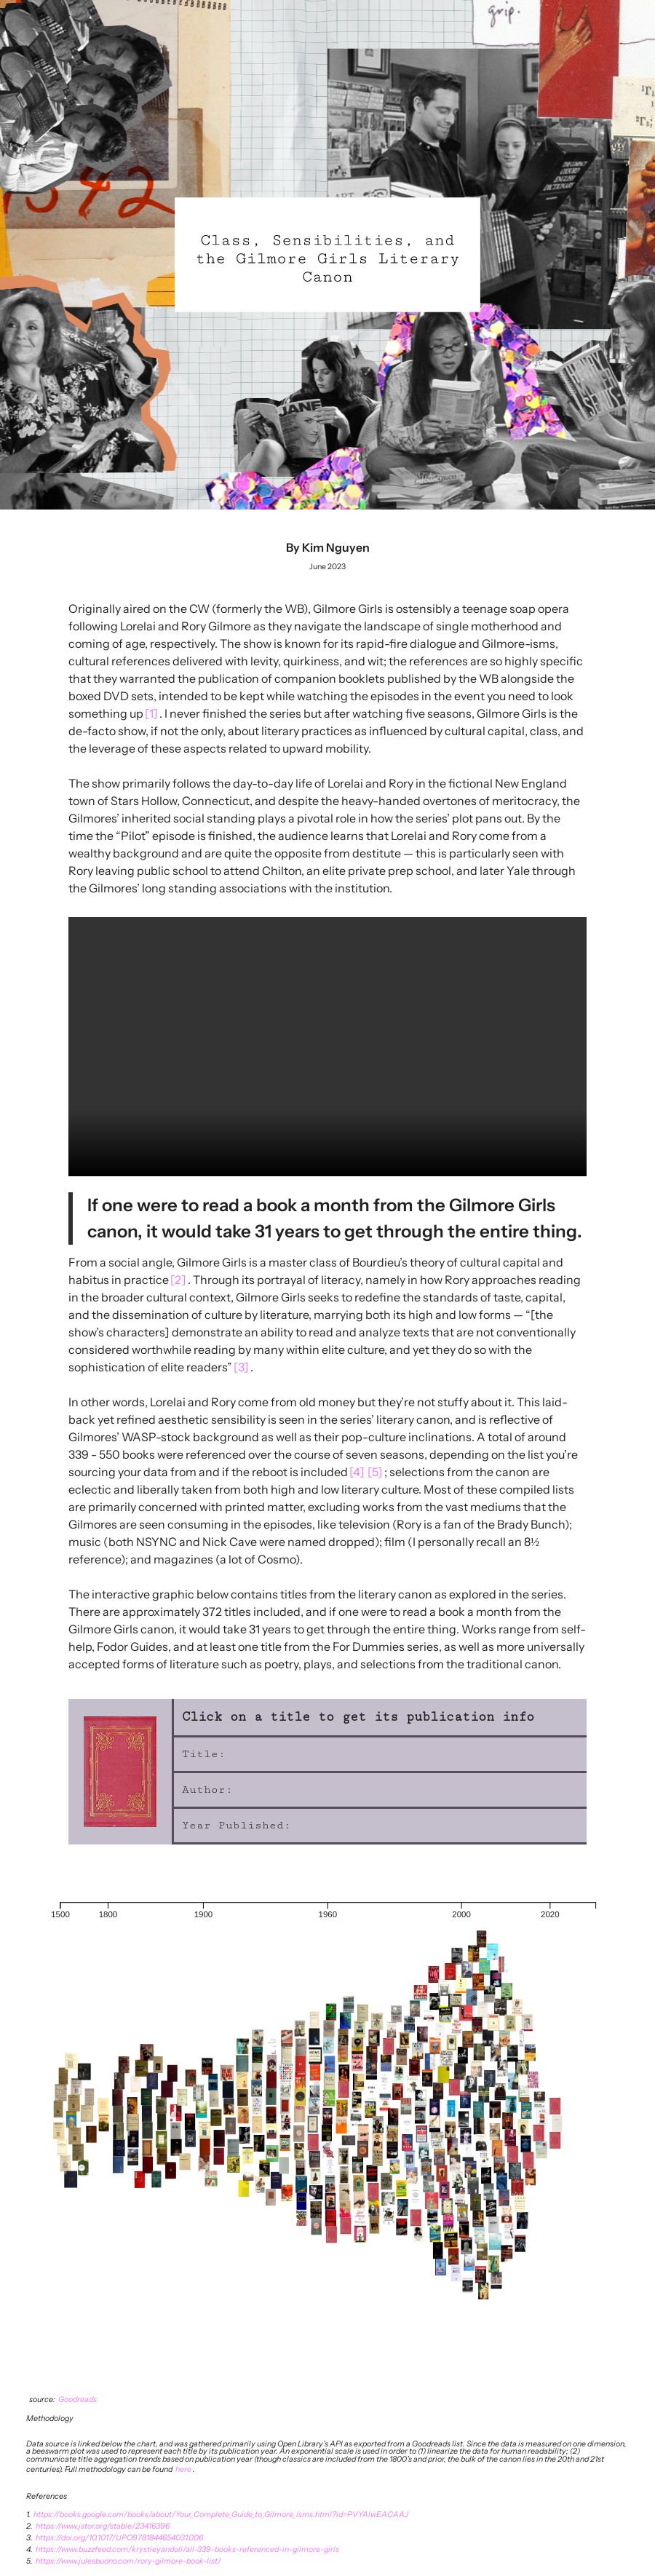 grip.
1542
JANE
Class, Sensibilities, and
the Gilmore Girls Literary
Canon
By Kim Nguyen
June 2023
Originally aired on the CW (formerly the WB), Gilmore Girls is ostensibly a teenage soap opera
following Lorelai and Rory Gilmore as they navigate the landscape of single motherhood and
coming of age, respectively. The show is known for its rapid-fire dialogue and Gilmore-isms,
cultural references delivered with levity, quirkiness, and wit; the references are so highly specific
that they warranted the publication of companion booklets published by the WB alongside the
boxed DVD sets, intended to be kept while watching the episodes in the event you need to look
something up [1]. I never finished the series but after watching five seasons, Gilmore Girls is the
de-facto show, if not the only, about literary practices as influenced by cultural capital, class, and
the leverage of these aspects related to upward mobility.
The show primarily follows the day-to-day life of Lorelai and Rory in the fictional New England
town of Stars Hollow, Connecticut, and despite the heavy-handed overtones of meritocracy, the
Gilmores' inherited social standing plays a pivotal role in how the series' plot pans out. By the
time the “Pilot” episode is finished, the audience learns that Lorelai and Rory come from a
wealthy background and are quite the opposite from destitute — this is particularly seen with
Rory leaving public school to attend Chilton, an elite private prep school, and later Yale through
the Gilmores' long standing associations with the institution.
If one were to read a book a month from the Gilmore Girls
canon, it would take 31 years to get through the entire thing.
From a social angle, Gilmore Girls is a master class of Bourdieu's theory of cultural capital and
habitus in practice [2]. Through its portrayal of literacy, namely in how Rory approaches reading
in the broader cultural context, Gilmore Girls seeks to redefine the standards of taste, capital,
and the dissemination of culture by literature, marrying both its high and low forms — “[the
show's characters] demonstrate an ability to read and analyze texts that are not conventionally
considered worthwhile reading by many within elite culture, and yet they do so with the
sophistication of elite readers” [3].
In other words, Lorelai and Rory come from old money but they're not stuffy about it. This laid-
back yet refined aesthetic sensibility is seen in the series' literary canon, and is reflective of
Gilmores' WASP-stock background as well as their pop-culture inclinations. A total of around
339 - 550 books were referenced over the course of seven seasons, depending on the list you're
sourcing your data from and if the reboot is included [4] [5]; selections from the canon are
eclectic and liberally taken from both high and low literary culture. Most of these compiled lists
are primarily concerned with printed matter, excluding works from the vast mediums that the
Gilmores are seen consuming in the episodes, like television (Rory is a fan of the Brady Bunch);
music (both NSYNC and Nick Cave were named dropped); film (I personally recall an 8½
reference); and magazines (a lot of Cosmo).
The interactive graphic below contains titles from the literary canon as explored in the series.
There are approximately 372 titles included, and if one were to read a book a month from the
Gilmore Girls canon, it would take 31 years to get through the entire thing. Works range from self-
help, Fodor Guides, and at least one title from the For Dummies series, as well as more universally
accepted forms of literature such as poetry, plays, and selections from the traditional canon.
Click on a title to get its publication info
Title:
Author:
Year Published:
1500 1800 1900 1960 2000 2020
source: Goodreads
Methodology
Data source is linked below the chart, and was gathered primarily using Open Library's API as exported from a Goodreads list. Since the data is measured on one dimension,
a beeswarm plot was used to represent each title by its publication year. An exponential scale is used in order to (1) linearize the data for human readability; (2)
communicate title aggregation trends based on publication year (though classics are included from the 1800's and prior, the bulk of the canon lies in the 20th and 21st
centuries). Full methodology can be found here.
References
1. https://books.google.com/books/about/Your_Complete_Guide_to_Gilmore_isms.html?id=PVYAiwEACAAJ
2. https://www.jstor.org/stable/23416396
3. https://doi.org/10.1017/UPO9781844654031.006
4. https://www.buzzfeed.com/krystieyandoli/all-339-books-referenced-in-gilmore-girls
5. https://www.julesbuono.com/rory-gilmore-book-list/